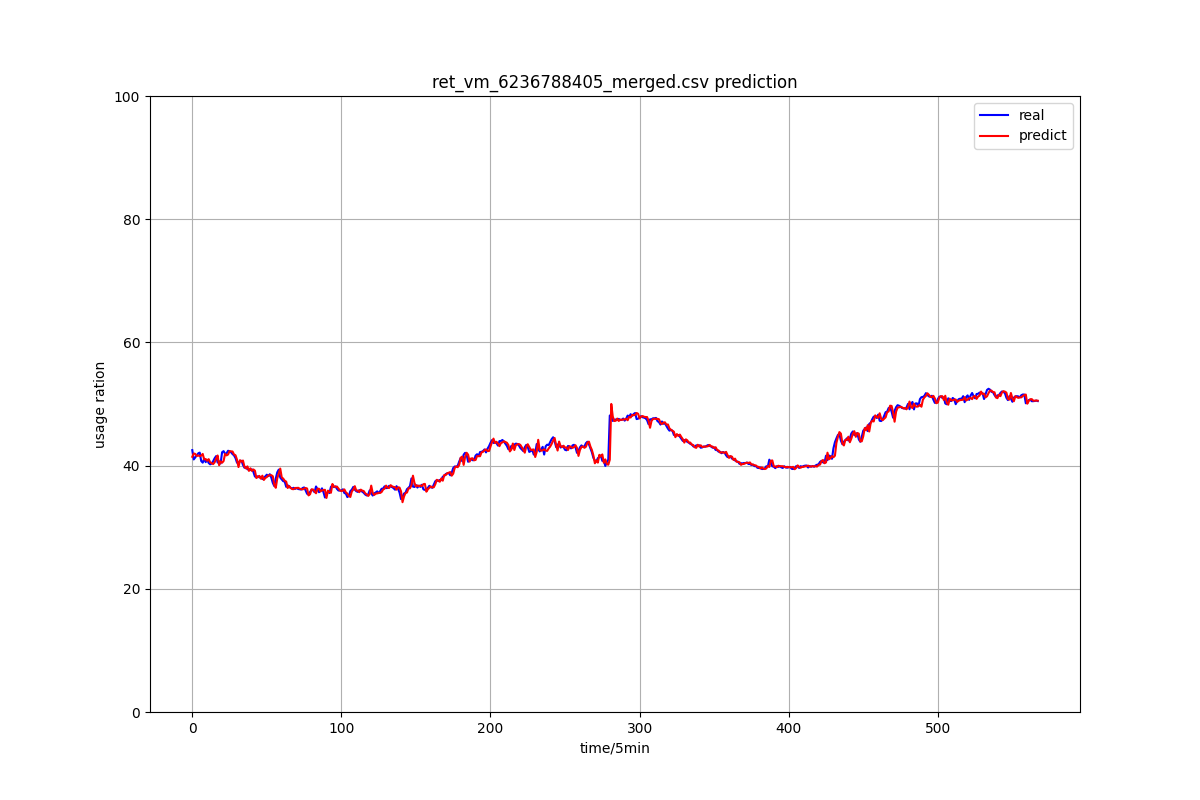 ret_vm_6236788405_merged.csv prediction
100
80
60
40
20
0
usage ration
real
predict
0 100 200 300 400 500
time/5min